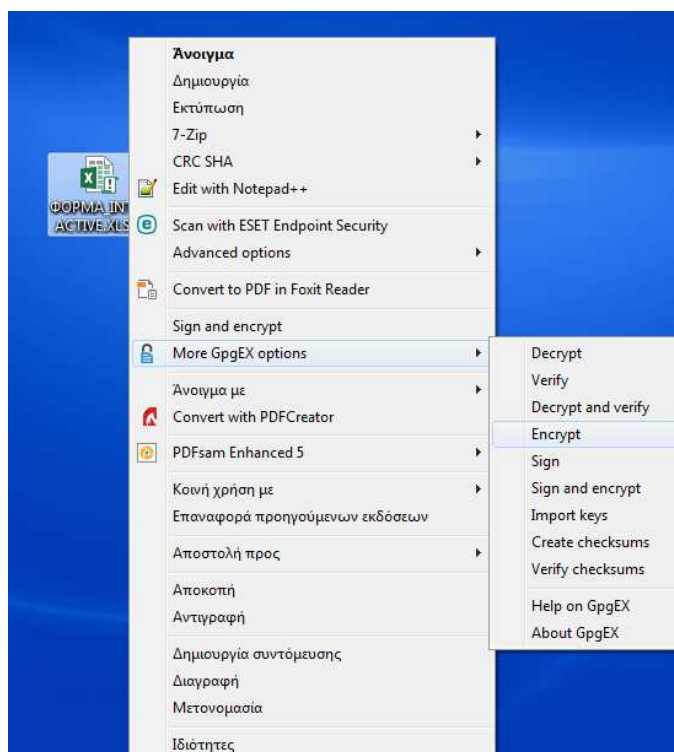 Άνοιγμα
Δημιουργία
Εκτύπωση
7-Zip
CRC SHA
Edit with Notepad++
ΦΟΡΜΑ_INT
ACTIVE.XLS
Scan with ESET Endpoint Security
Advanced options
Convert to PDF in Foxit Reader
Sign and encrypt
More GpgEX options
Άνοιγμα με
Convert with PDFCreator
PDFsam Enhanced 5
Κοινή χρήση με
Επαναφορά προηγούμενων εκδόσεων
Αποστολή προς
Αποκοπή
Αντιγραφή
Δημιουργία συντόμευσης
Διαγραφή
Μετονομασία
Ιδιότητες
Decrypt
Verify
Decrypt and verify
Encrypt
Sign
Sign and encrypt
Import keys
Create checksums
Verify checksums
Help on GpgEX
About GpgEX